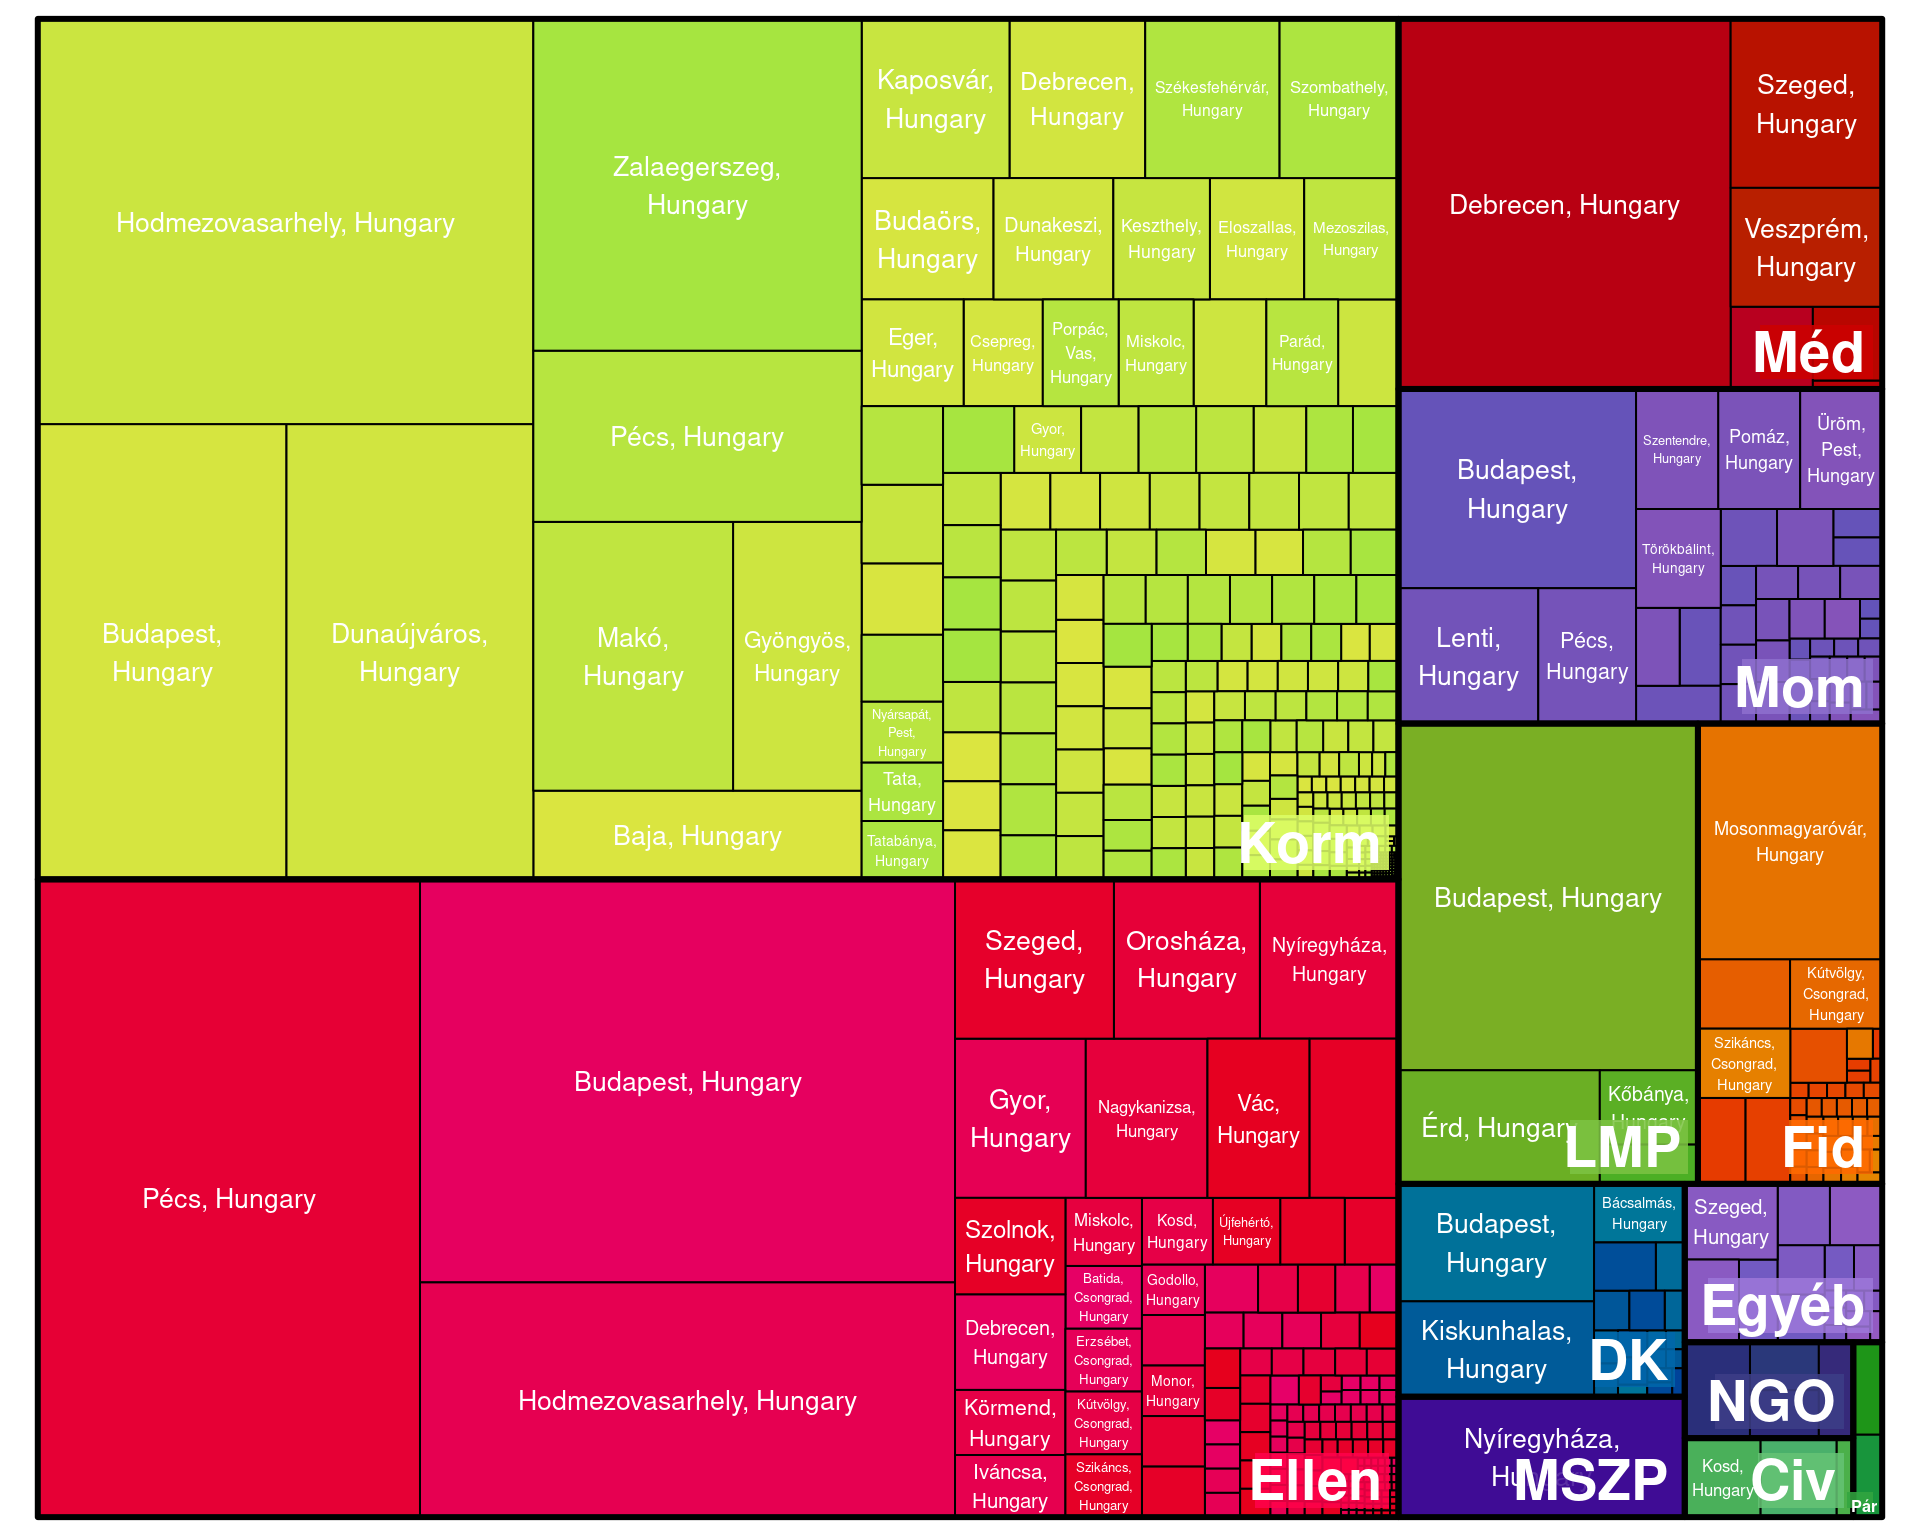 Hodmezovasarhely, Hungary
Budapest,
Hungary
Dunaújváros,
Hungary
Zalaegerszeg,
Hungary
Pécs, Hungary
Makó,
Hungary
Gyöngyös,
Hungary
Baja, Hungary
Kaposvár,
Hungary
Debrecen,
Hungary
Székesfehérvár,
Hungary
Szombathely,
Hungary
Budaörs,
Hungary
Dunakeszi,
Hungary
Keszthely,
Hungary
Eloszallas,
Hungary
Mezoszilas,
Hungary
Eger,
Hungary
Csepreg,
Hungary
Porpác,
Vas,
Hungary
Miskolc,
Hungary
Parád,
Hungary
Gyor,
Hungary
Nyársapát,
Pest,
Hungary
Tata,
Hungary
Tatabánya,
Hungary
Korm
Pécs, Hungary
Budapest, Hungary
Hodmezovasarhely, Hungary
Szeged,
Hungary
Orosháza,
Hungary
Nyíregyháza,
Hungary
Gyor,
Hungary
Nagykanizsa,
Hungary
Vác,
Hungary
Szolnok,
Hungary
Miskolc,
Hungary
Kosd,
Hungary
Újfehértó,
Hungary
Batida,
Csongrad,
Hungary
Godollo,
Hungary
Debrecen,
Hungary
Erzsébet,
Csongrad,
Hungary
Monor,
Hungary
Körmend,
Hungary
Kútvölgy,
Csongrad,
Hungary
Iváncsa,
Hungary
Szikáncs,
Csongrad,
Hungary
Ellen
Debrecen, Hungary
Szeged,
Hungary
Veszprém,
Hungary
Méd
Budapest,
Hungary
Szentendre,
Hungary
Pomáz,
Hungary
Üröm,
Pest,
Hungary
Törökbálint,
Hungary
Lenti,
Hungary
Pécs,
Hungary
Mom
Budapest, Hungary
Érd, Hungary
Kőbánya,
Hungary
LMP
Mosonmagyaróvár,
Hungary
Kútvölgy,
Csongrad,
Hungary
Szikáncs,
Csongrad,
Hungary
Fid
Budapest,
Hungary
Bácsalmás,
Hungary
Kiskunhalas,
Hungary
DK
Szeged,
Hungary
Egyéb
NGO
Nyíregyháza,
MSZP
Kosd,
Hungary
Civ
Pár